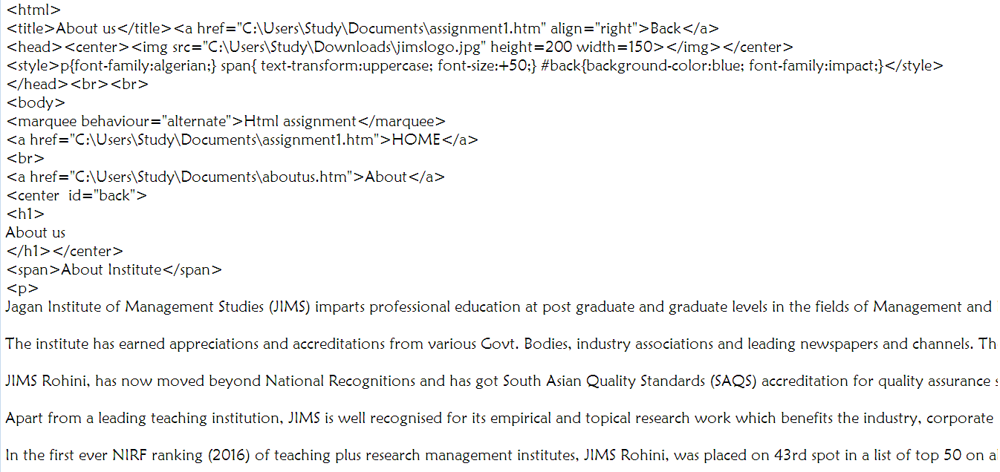 <html>
<title>About us</title><a href="C:\Users\Study\Documents\assignment1.htm" align="right">Back</a>
<head><center><img src="C:\Users\Study\Downloads\jimslogo.jpg" height=200 width=150></img></center>
<style>p{font-family:algerian;} span{ text-transform:uppercase; font-size:+50;} #back{background-color:blue; font-family:impact;}</style>
</head><br><br>
<body>
<marquee behaviour="alternate">Html assignment</marquee>
<a href="C:\Users\Study\Documents\assignment1.htm">HOME</a>
<br>
<a href="C:\Users\Study\Documents\aboutus.htm">About</a>
<center  id="back">
<h1>
About us
</h1></center>
<span>About Institute</span>
<p>
Jagan Institute of Management Studies (JIMS) imparts professional education at post graduate and graduate levels in the fields of Management and
The institute has earned appreciations and accreditations from various Govt. Bodies, industry associations and leading newspapers and channels. Th
JIMS Rohini, has now moved beyond National Recognitions and has got South Asian Quality Standards (SAQS) accreditation for quality assurance s
Apart from a leading teaching institution, JIMS is well recognised for its empirical and topical research work which benefits the industry, corporate
In the first ever NIRF ranking (2016) of teaching plus research management institutes, JIMS Rohini, was placed on 43rd spot in a list of top 50 on a